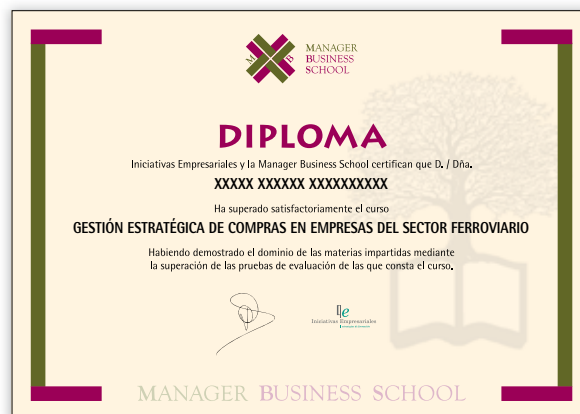 M B
MANAGER
BUSINESS
SCHOOL
DIPLOMA
Iniciativas Empresariales y la Manager Business School certifican que D. / Dña.
XXXXX XXXXXX XXXXXXXXXX
Ha superado satisfactoriamente el curso
GESTIÓN ESTRATÉGICA DE COMPRAS EN EMPRESAS DEL SECTOR FERROVIARIO
Habiendo demostrado el dominio de las materias impartidas mediante
la superación de las pruebas de evaluación de las que consta el curso.
Ie
Iniciativas Empresariales
MANAGER BUSINESS SCHOOL